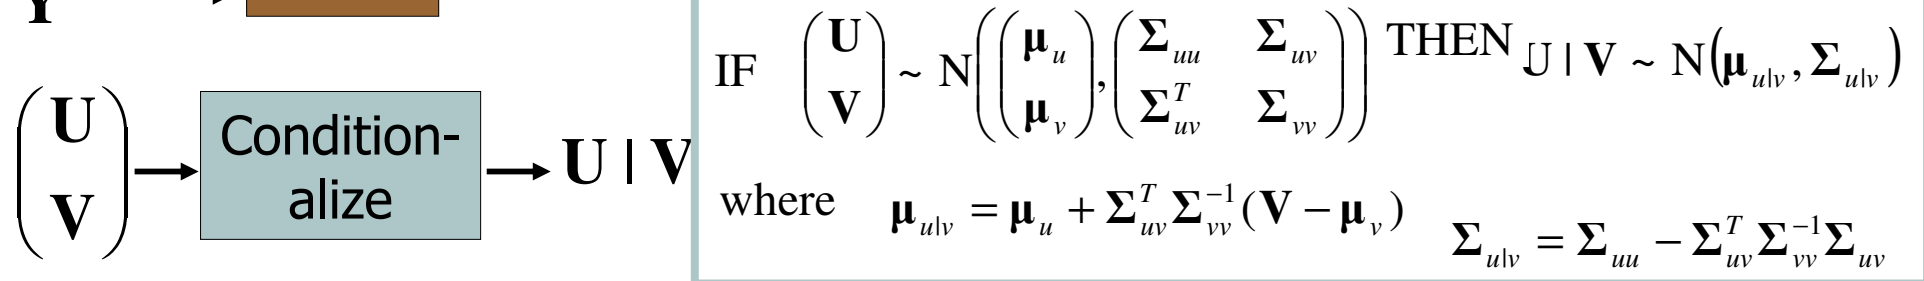 Y
(U V) → Condition-alize → U | V
IF (U V) ~ N((μ_u μ_v), (Σ_uu Σ_uv Σ_uv^T Σ_vv)) THEN U | V ~ N(μ_u|v, Σ_u|v)
where μ_u|v = μ_u + Σ_uv^T Σ_vv^-1 (V − μ_v) Σ_u|v = Σ_uu − Σ_uv^T Σ_vv^-1 Σ_uv